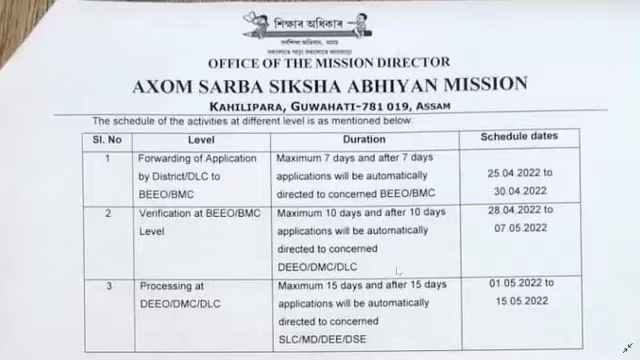 শিক্ষাৰ অধিকাৰ
সৰ্বশিক্ষা অভিযান, অসম
OFFICE OF THE MISSION DIRECTOR
AXOM SARBA SIKSHA ABHIYAN MISSION
KAHILIPARA, GUWAHATI-781 019, ASSAM
The schedule of the activities at different level is as mentioned below:
Sl. No Level Duration Schedule dates
1 Forwarding of Application by District/DLC to BEEO/BMC
Maximum 7 days and after 7 days applications will be automatically directed to concerned BEEO/BMC
25.04.2022 to 30.04.2022
2 Verification at BEEO/BMC Level
Maximum 10 days and after 10 days applications will be automatically directed to concerned DEEO/DMC/DLC
28.04.2022 to 07.05.2022
3 Processing at DEEO/DMC/DLC
Maximum 15 days and after 15 days applications will be automatically directed to concerned SLC/MD/DEE/DSE
01.05.2022 to 15.05.2022